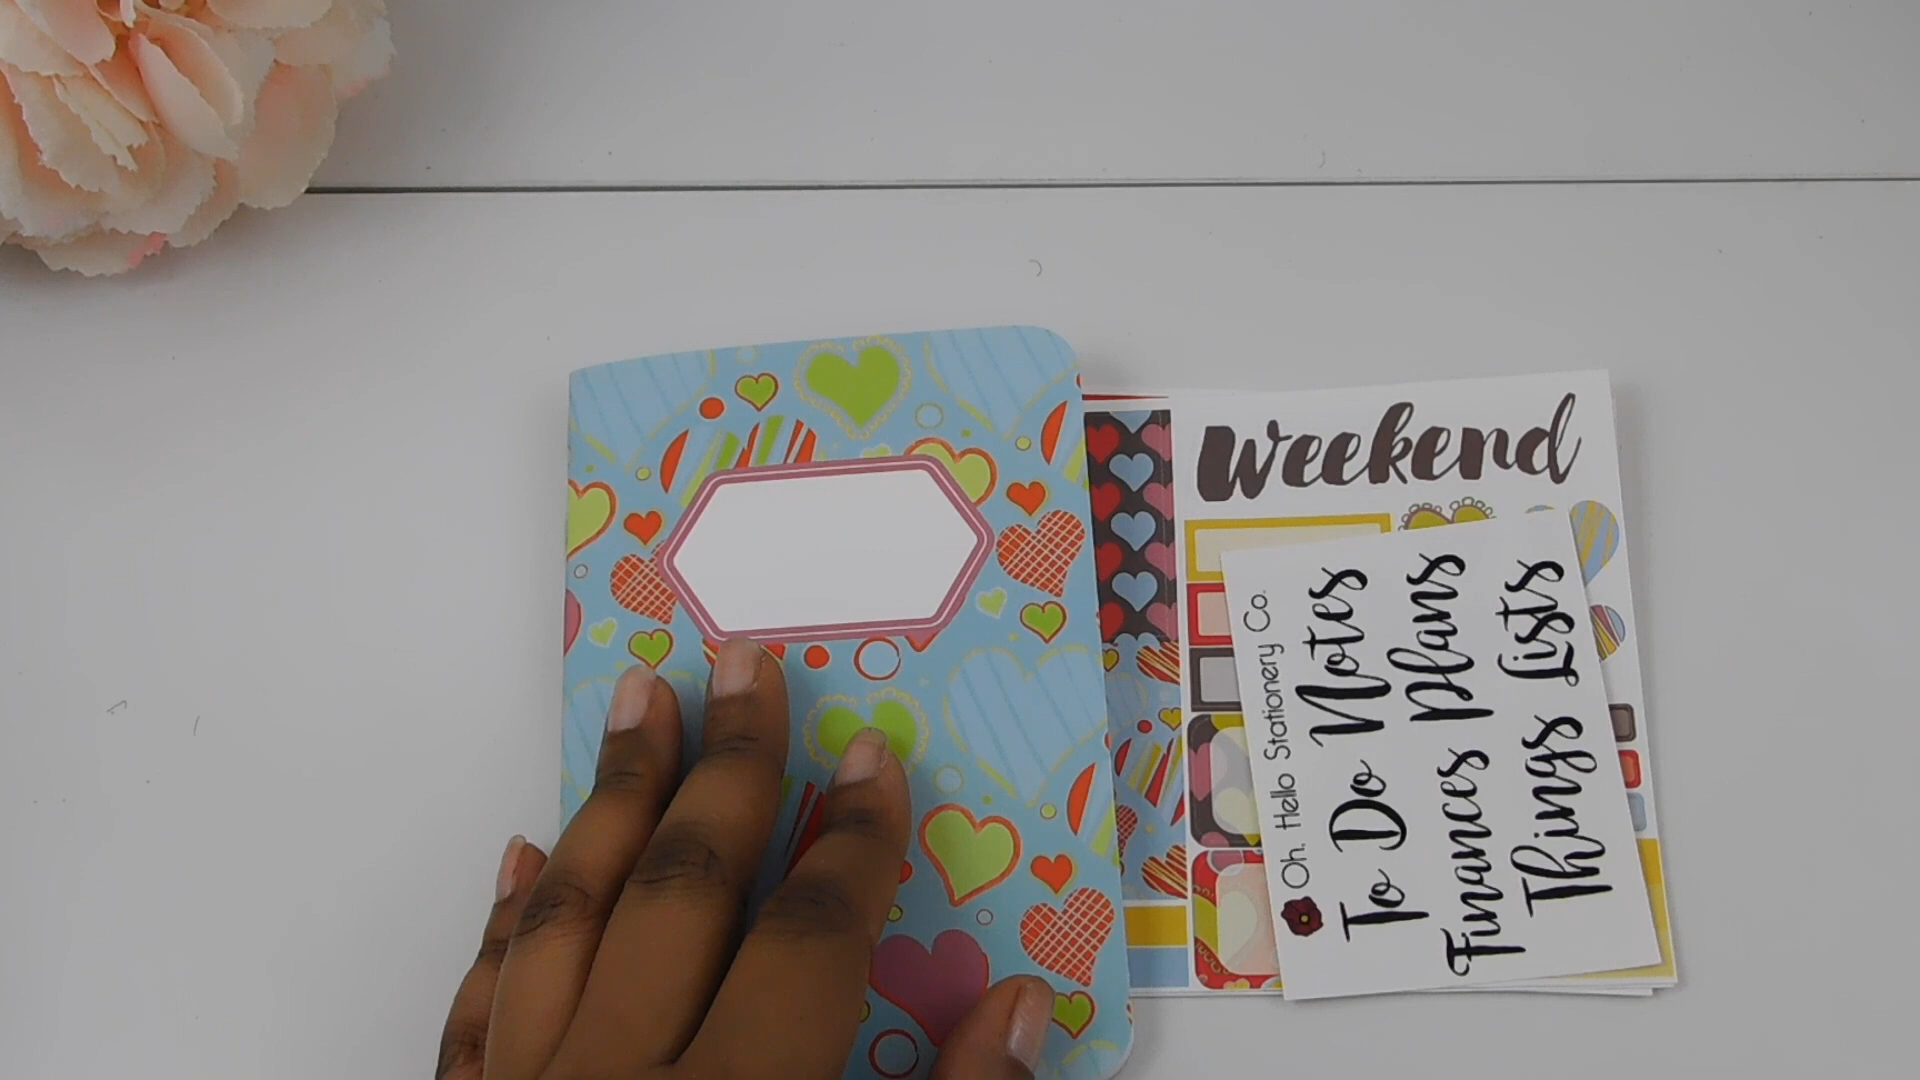 Weekend
Oh, Hello Stationery Co.
To Do Notes
Finances Plans
Things Lists